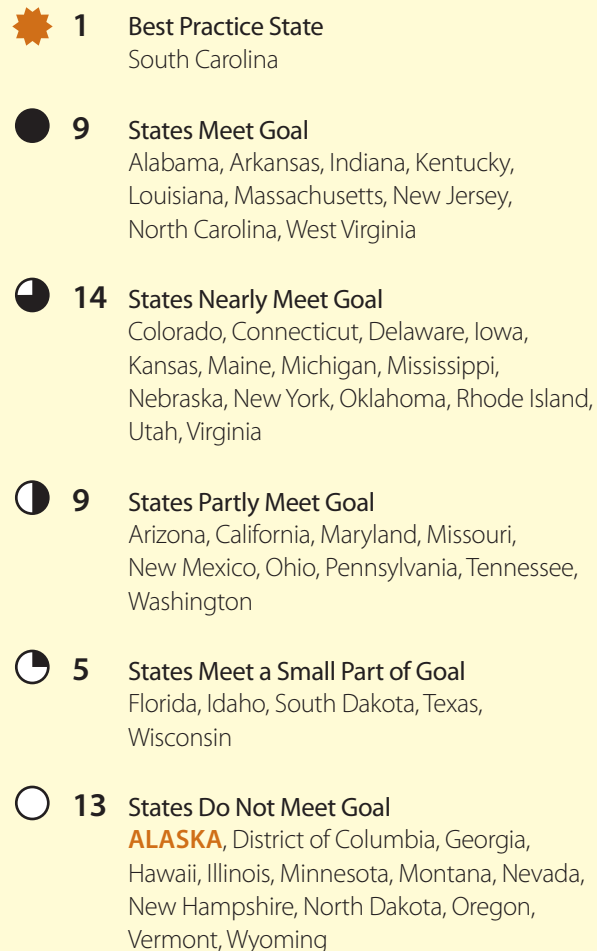 1 Best Practice State
South Carolina
9 States Meet Goal
Alabama, Arkansas, Indiana, Kentucky,
Louisiana, Massachusetts, New Jersey,
North Carolina, West Virginia
14 States Nearly Meet Goal
Colorado, Connecticut, Delaware, Iowa,
Kansas, Maine, Michigan, Mississippi,
Nebraska, New York, Oklahoma, Rhode Island,
Utah, Virginia
9 States Partly Meet Goal
Arizona, California, Maryland, Missouri,
New Mexico, Ohio, Pennsylvania, Tennessee,
Washington
5 States Meet a Small Part of Goal
Florida, Idaho, South Dakota, Texas,
Wisconsin
13 States Do Not Meet Goal
ALASKA, District of Columbia, Georgia,
Hawaii, Illinois, Minnesota, Montana, Nevada,
New Hampshire, North Dakota, Oregon,
Vermont, Wyoming